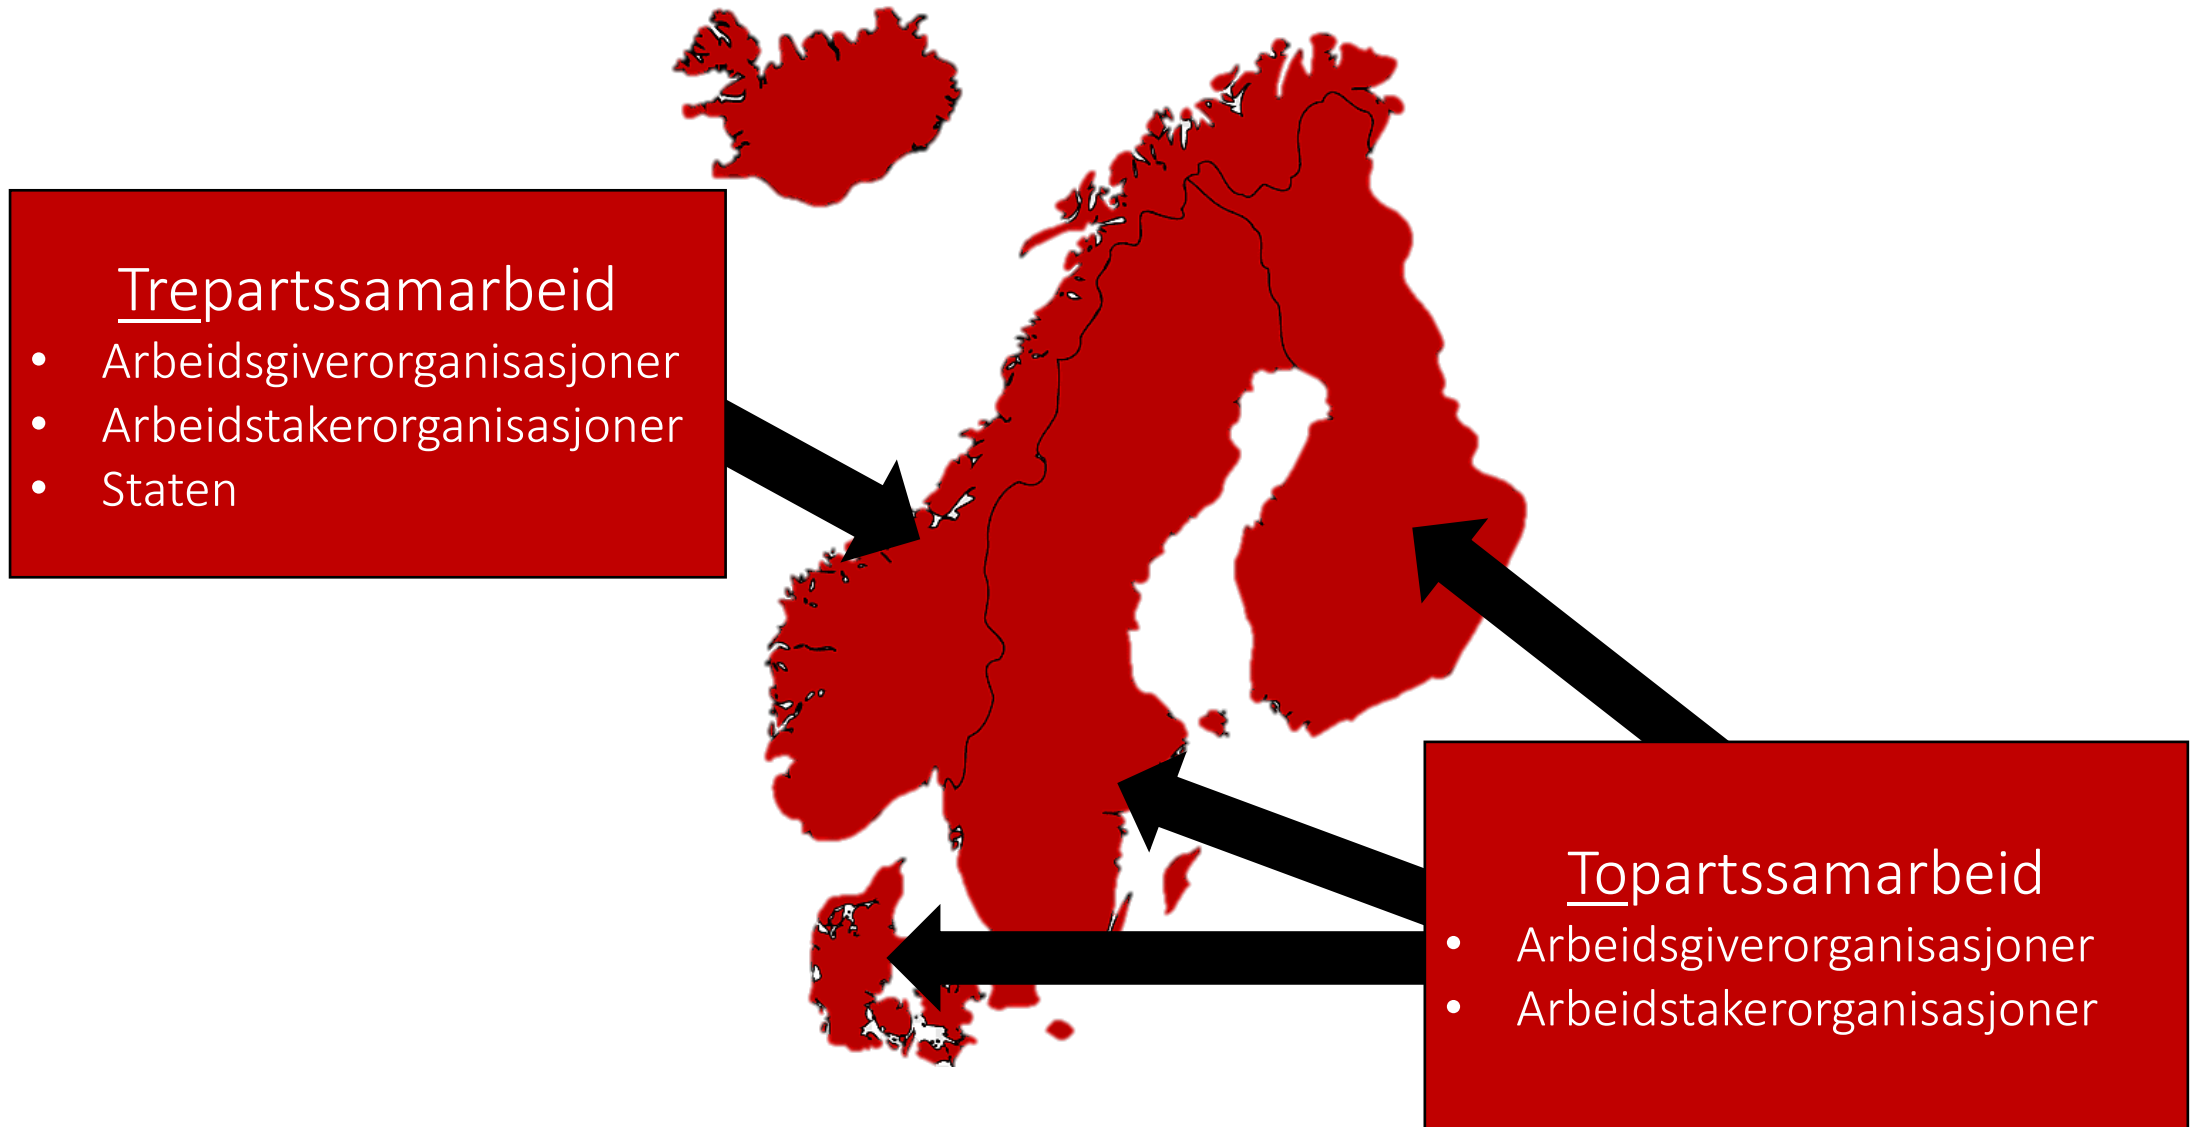 Trepartssamarbeid
• Arbeidsgiverorganisasjoner
• Arbeidstakerorganisasjoner
• Staten
Topartssamarbeid
• Arbeidsgiverorganisasjoner
• Arbeidstakerorganisasjoner